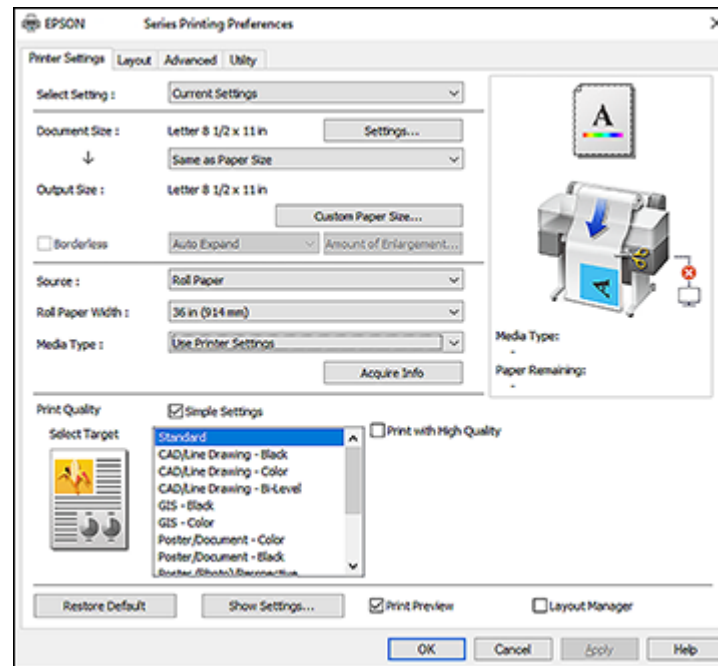 EPSON Series Printing Preferences
Printer Settings Layout Advanced Utility
Select Setting : Current Settings
Document Size : Letter 8 1/2 x 11 in Settings...
Same as Paper Size
Output Size : Letter 8 1/2 x 11 in
Custom Paper Size...
Borderless Auto Expand Amount of Enlargement...
Source : Roll Paper
Roll Paper Width : 36 in (914 mm)
Media Type : Use Printer Settings
Acquire Info
A
A
Media Type:
-
Paper Remaining:
-
Print Quality Simple Settings
Select Target
Standard
CAD/Line Drawing - Black
CAD/Line Drawing - Color
CAD/Line Drawing - Bi-Level
GIS - Black
GIS - Color
Poster/Document - Color
Poster/Document - Black
Poster (Photo)/Perspective
Print with High Quality
Restore Default Show Settings... Print Preview Layout Manager
OK Cancel Apply Help